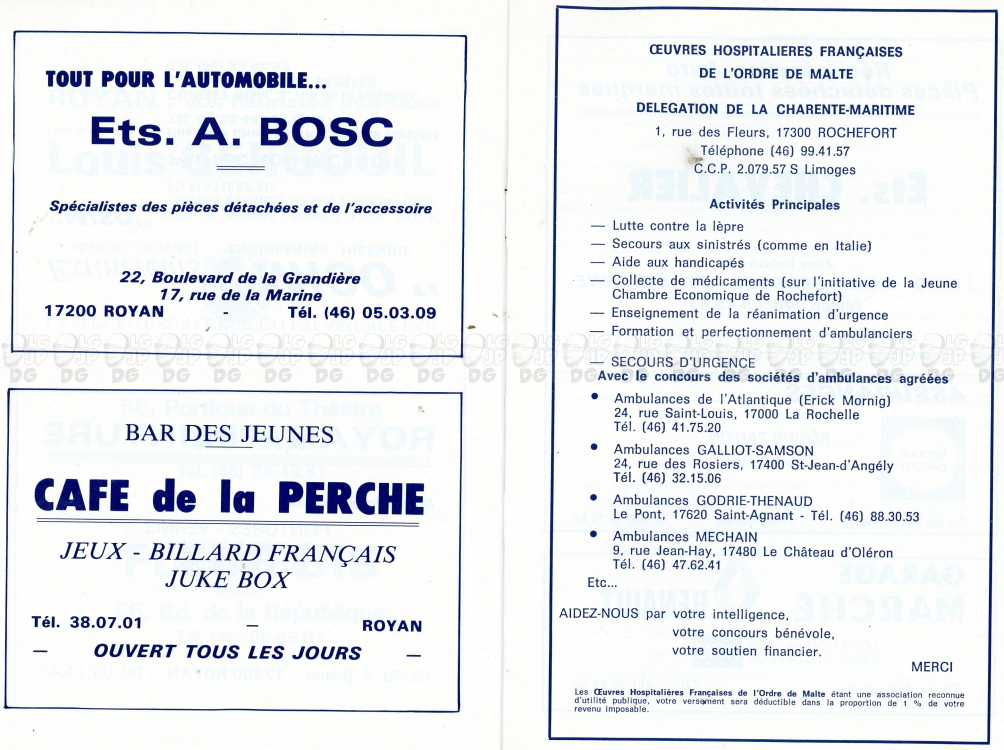 TOUT POUR L'AUTOMOBILE...
Ets. A. BOSC
Spécialistes des pièces détachées et de l'accessoire
22, Boulevard de la Grandière
17, rue de la Marine
17200 ROYAN - Tél. (46) 05.03.09
BAR DES JEUNES
CAFE de la PERCHE
JEUX - BILLARD FRANÇAIS
JUKE BOX
Tél. 38.07.01 — ROYAN
— OUVERT TOUS LES JOURS —
ŒUVRES HOSPITALIERES FRANÇAISES
DE L'ORDRE DE MALTE
DELEGATION DE LA CHARENTE-MARITIME
1, rue des Fleurs, 17300 ROCHEFORT
Téléphone (46) 99.41.57
C.C.P. 2.079.57 S Limoges
Activités Principales
— Lutte contre la lèpre
— Secours aux sinistrés (comme en Italie)
— Aide aux handicapés
— Collecte de médicaments (sur l'initiative de la Jeune
Chambre Economique de Rochefort)
— Enseignement de la réanimation d'urgence
— Formation et perfectionnement d'ambulanciers
— SECOURS D'URGENCE
Avec le concours des sociétés d'ambulances agréées
• Ambulances de l'Atlantique (Erick Mornig)
24, rue Saint-Louis, 17000 La Rochelle
Tél. (46) 41.75.20
• Ambulances GALLIOT-SAMSON
24, rue des Rosiers, 17400 St-Jean-d'Angély
Tél. (46) 32.15.06
• Ambulances GODRIE-THENAUD
Le Pont, 17620 Saint-Agnant - Tél. (46) 88.30.53
• Ambulances MECHAIN
9, rue Jean-Hay, 17480 Le Château d'Oléron
Tél. (46) 47.62.41
Etc...
AIDEZ-NOUS par votre intelligence,
votre concours bénévole,
votre soutien financier.
MERCI
Les Œuvres Hospitalières Françaises de l'Ordre de Malte étant une association reconnue
d'utilité publique, votre versement sera déductible dans la proportion de 1 % de votre
revenu imposable.